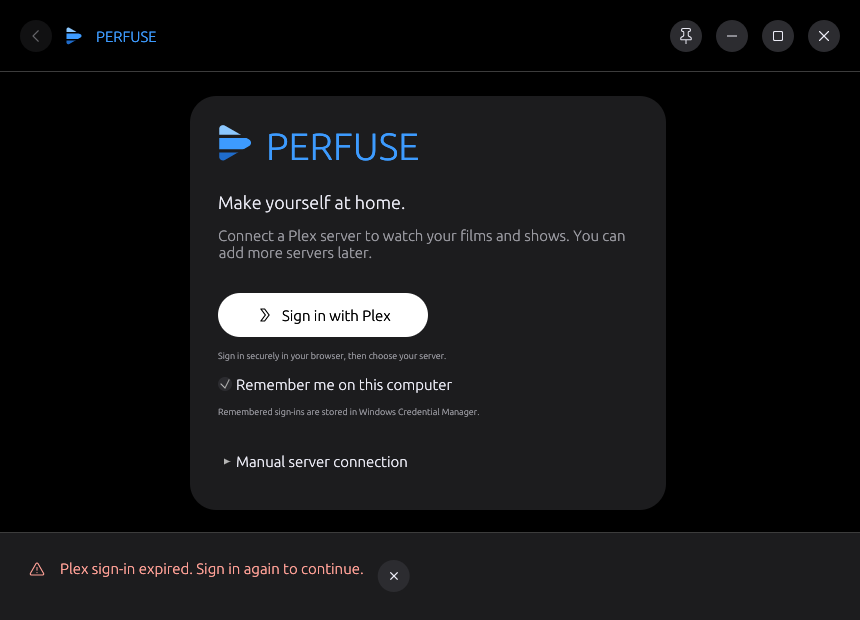 PERFUSE
PERFUSE
Make yourself at home.
Connect a Plex server to watch your films and shows. You can
add more servers later.
Sign in with Plex
Sign in securely in your browser, then choose your server.
Remember me on this computer
Remembered sign-ins are stored in Windows Credential Manager.
Manual server connection
Plex sign-in expired. Sign in again to continue.